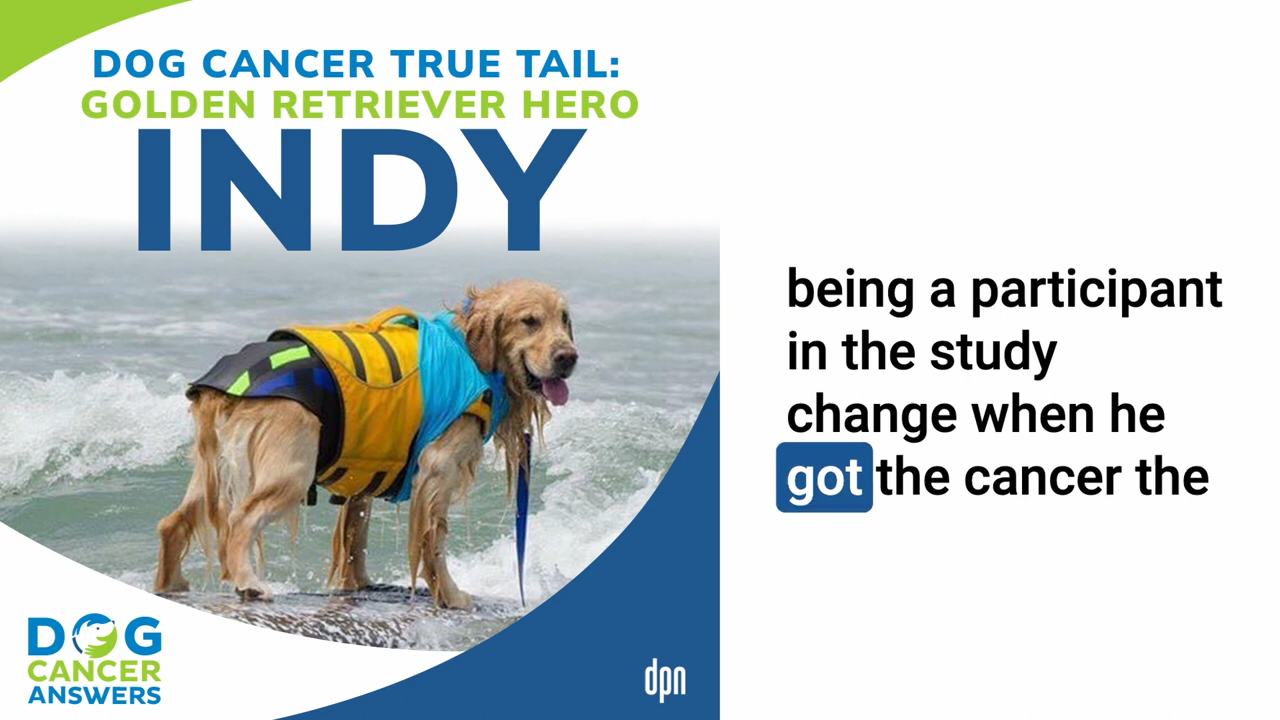 DOG CANCER TRUE TAIL:
GOLDEN RETRIEVER HERO
INDY
being a participant
in the study
change when he
got the cancer the
DOG
CANCER
ANSWERS
dpn